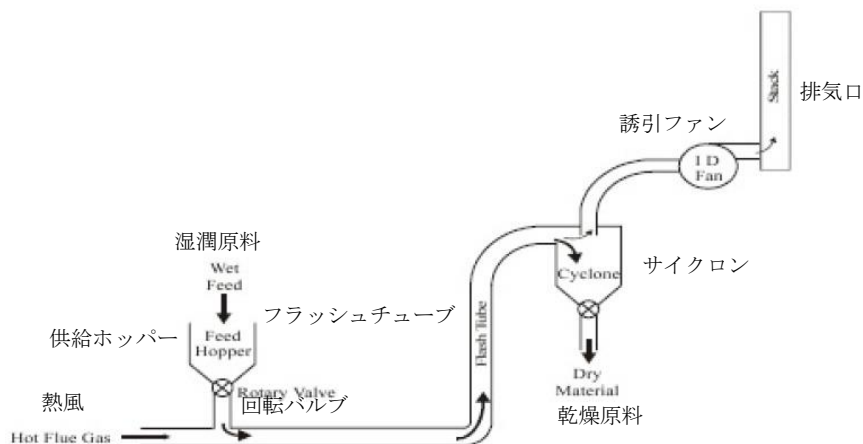 排気口
Stack
誘引ファン
I D
Fan
湿潤原料
Wet
Feed
サイクロン
Cyclone
フラッシュチューブ
Flash Tube
供給ホッパー
Feed
Hopper
Dry
Material
乾燥原料
Rotary Valve
回転バルブ
熱風
Hot Flue Gas